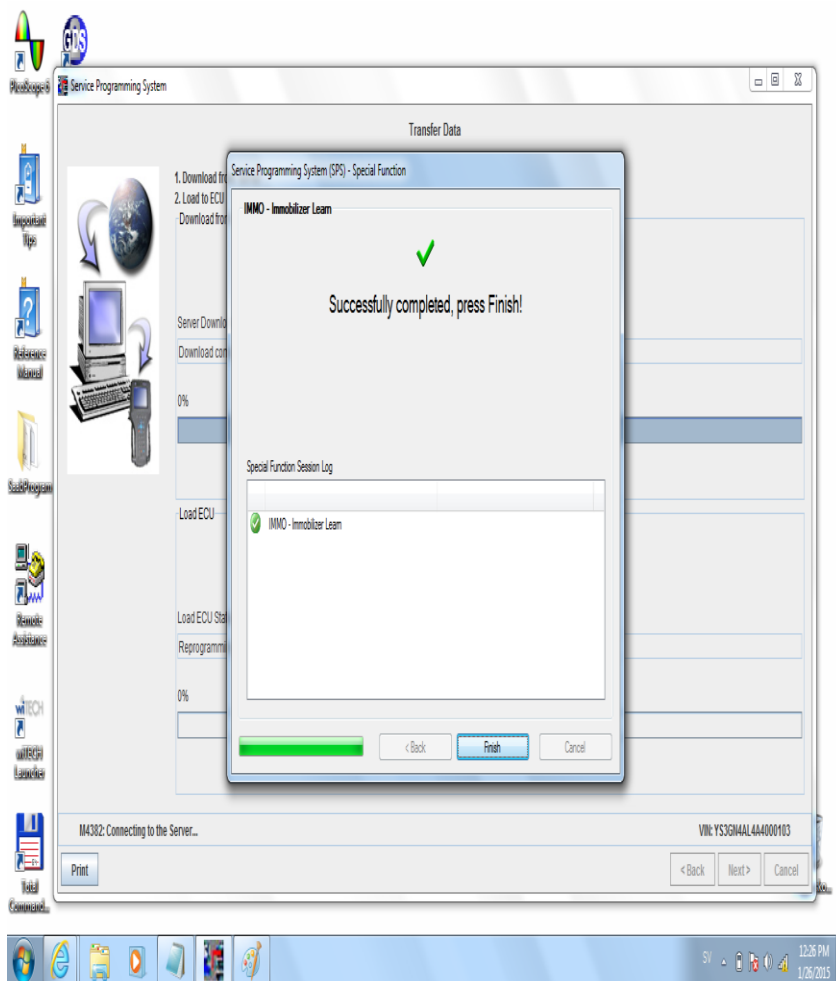 PicoScope 6
GDS
Service Programming System
Transfer Data
1. Download fr
2. Load to ECU
Download from
Service Programming System (SPS) - Special Function
IMMO - Immobilizer Learn
Successfully completed, press Finish!
Important
Tips
Server Downlo
Download com
Reference
Manual
0%
SaabProgram
Special Function Session Log
IMMO - Immobilizer Learn
Load ECU
Remote
Assistance
Load ECU Stat
Reprogrammi
0%
wiTECH
wiTECH
Launcher
< Back
Finish
Cancel
M4382: Connecting to the Server...
VIN: YS3GN4AL4A4000103
Print
< Back
Next >
Cancel
Total
Command...
SV
12:26 PM
1/26/2015